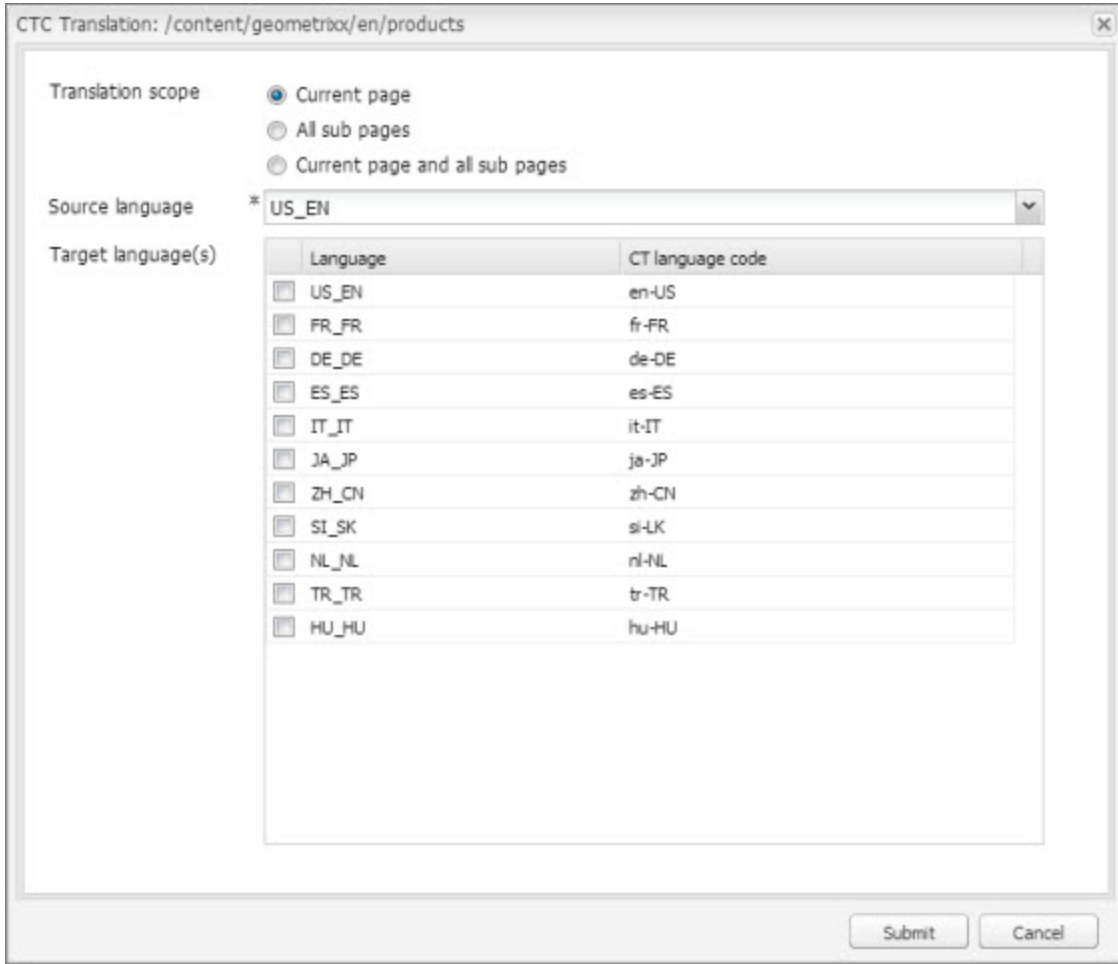 CTC Translation: /content/geometrixx/en/products
Translation scope
Current page
All sub pages
Current page and all sub pages
Source language * US_EN
Target language(s)
Language CT language code
US_EN en-US
FR_FR fr-FR
DE_DE de-DE
ES_ES es-ES
IT_IT it-IT
JA_JP ja-JP
ZH_CN zh-CN
SI_SK si-LK
NL_NL nl-NL
TR_TR tr-TR
HU_HU hu-HU
Submit Cancel